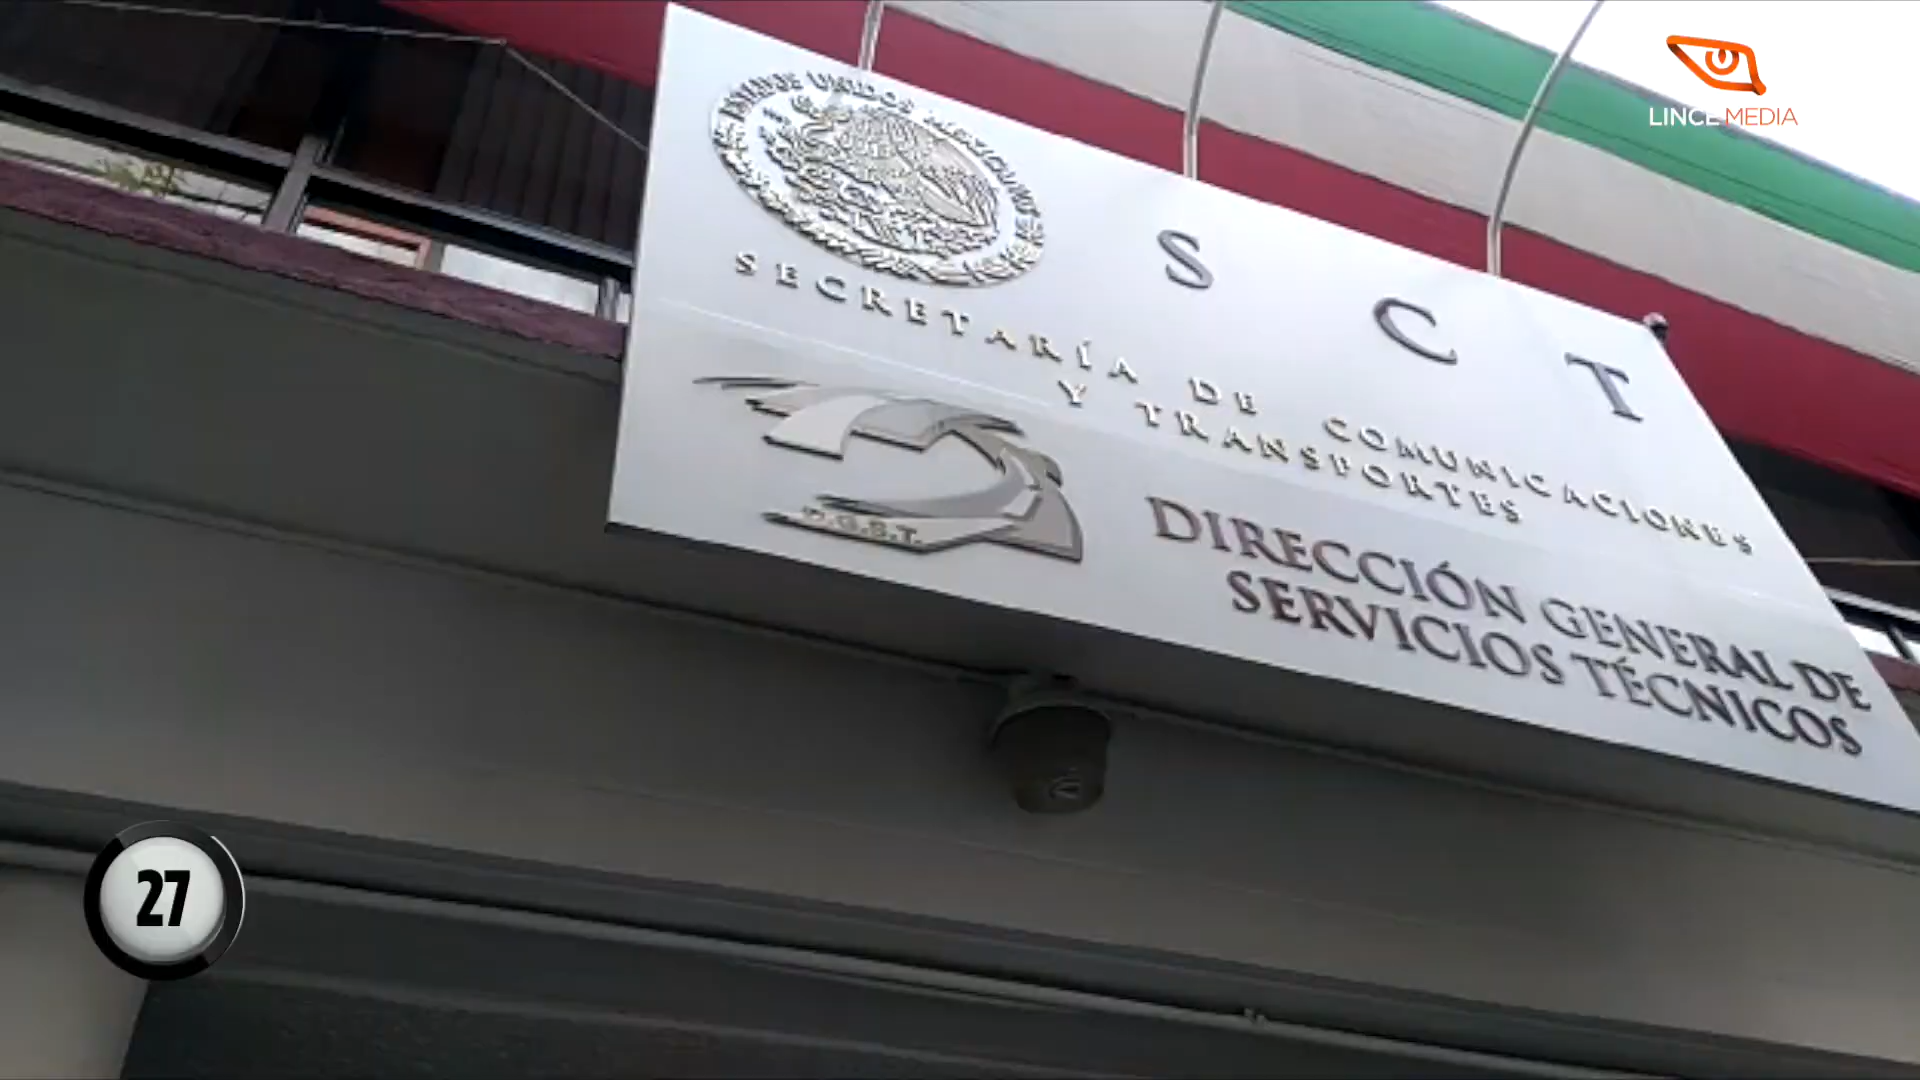 LINCE MEDIA
ESTADOS UNIDOS MEXICANOS
S C T
SECRETARÍA DE COMUNICACIONES
Y TRANSPORTES
D.G.S.T.
DIRECCIÓN GENERAL DE
SERVICIOS TÉCNICOS
27